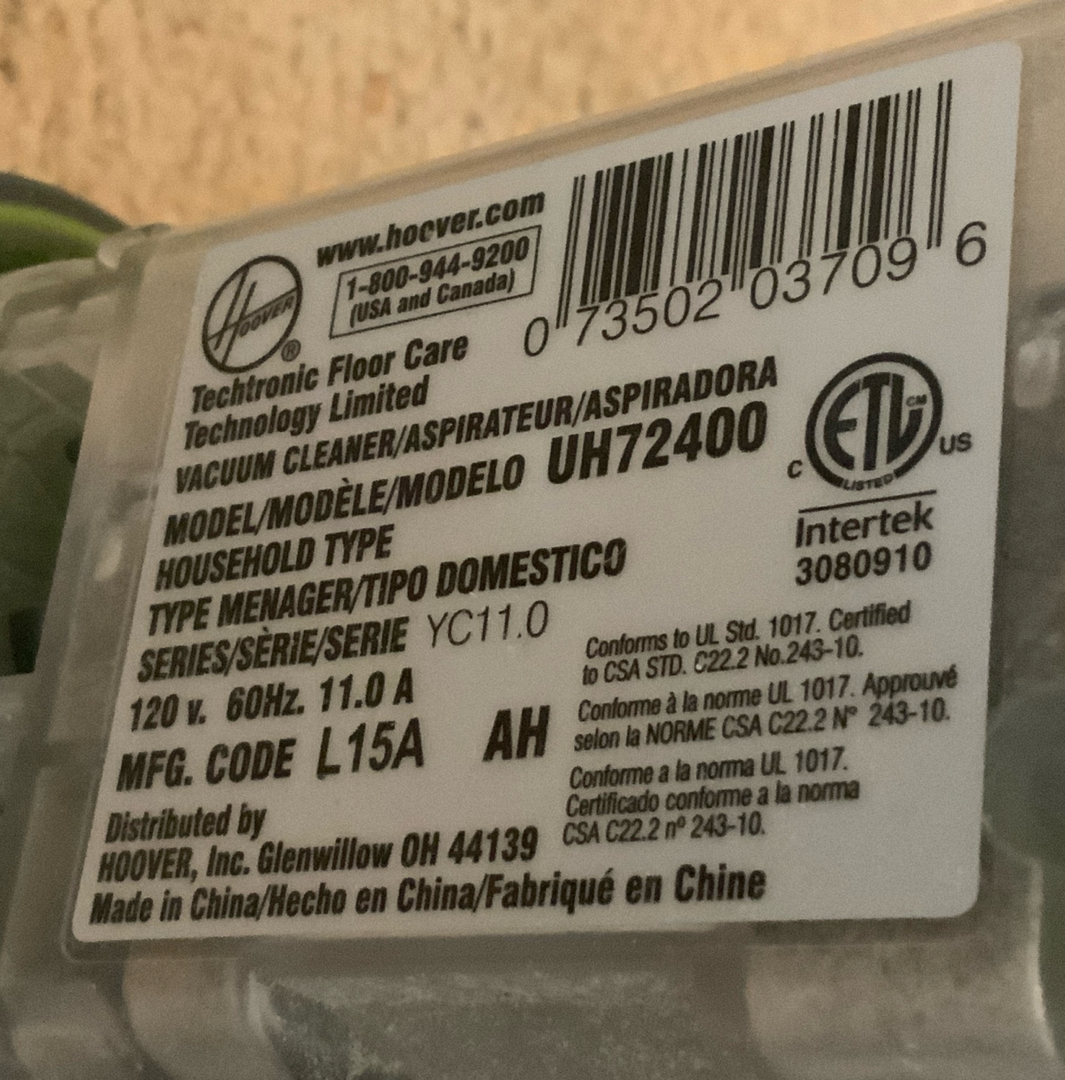 www.hoover.com
1-800-944-9200
(USA and Canada)
HOOVER
®
0 73502 03709 6
Techtronic Floor Care
Technology Limited
VACUUM CLEANER/ASPIRATEUR/ASPIRADORA
MODEL/MODÈLE/MODELO UH72400
HOUSEHOLD TYPE
TYPE MENAGER/TIPO DOMESTICO
SERIES/SÈRIE/SERIE YC11.0
120 v. 60Hz. 11.0 A
MFG. CODE L15A AH
ETL CM
C US
LISTED
Intertek
3080910
Conforms to UL Std. 1017. Certified
to CSA STD. C22.2 No.243-10.
Conforme à la norme UL 1017. Approuvé
selon la NORME CSA C22.2 N° 243-10.
Conforme a la norma UL 1017.
Certificado conforme a la norma
CSA C22.2 nº 243-10.
Distributed by
HOOVER, Inc. Glenwillow OH 44139
Made in China/Hecho en China/Fabriqué en Chine